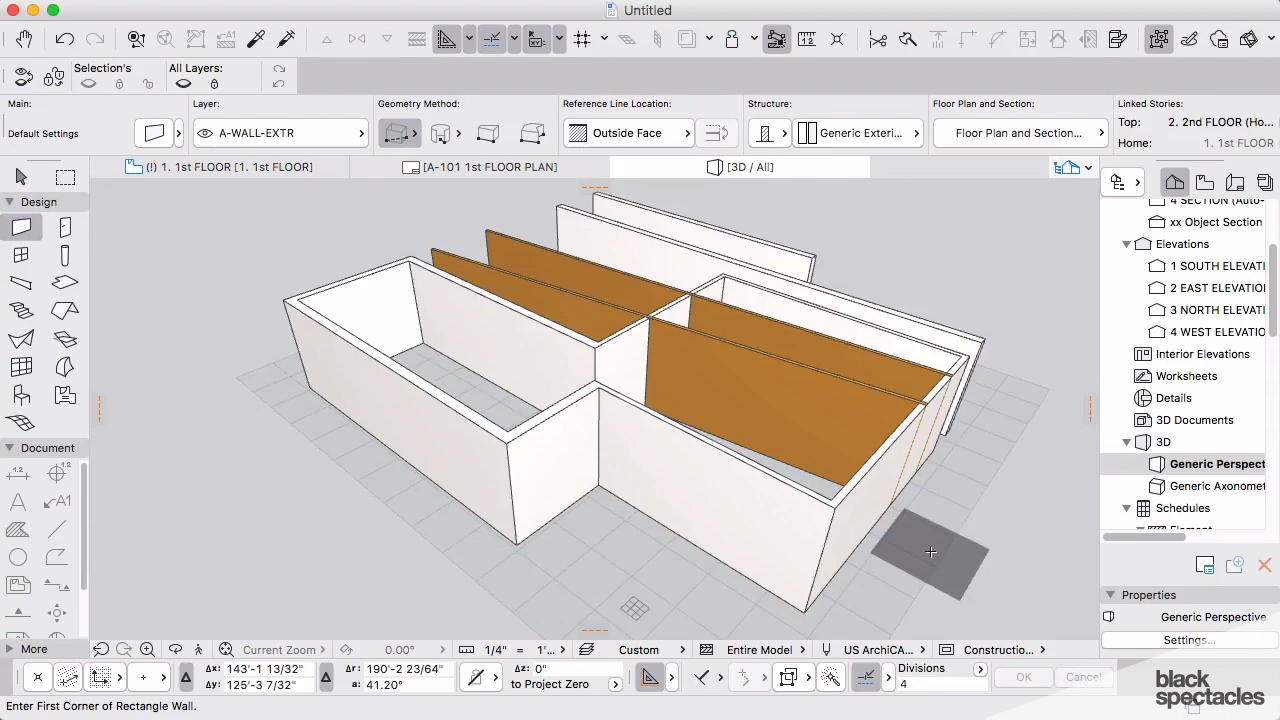 Untitled
Selection's
All Layers:
Main:
Layer:
Geometry Method:
Reference Line Location:
Structure:
Floor Plan and Section:
Linked Stories:
Default Settings
A-WALL-EXTR
Outside Face
Generic Exteri...
Floor Plan and Section...
Top:
2. 2nd FLOOR (Ho...
Home:
1. 1st FLOOR
(!) 1. 1st FLOOR [1. 1st FLOOR]
[A-101 1st FLOOR PLAN]
[3D / All]
Design
4 SECTION (Auto-
xx Object Section
Elevations
1 SOUTH ELEVATI
2 EAST ELEVATIO
3 NORTH ELEVATI
4 WEST ELEVATIO
Interior Elevations
Worksheets
Details
3D Documents
3D
Generic Perspect
Generic Axonomet
Schedules
Element
Document
1.2
1.2
A
A1
More
Properties
Generic Perspective
Settings...
Current Zoom
0.00°
1/4" = 1'...
Custom
Entire Model
US ArchiCA...
Constructio...
Δx: 143'-1 13/32"
Δy: 125'-3 7/32"
Δr: 190'-2 23/64"
a: 41.20°
Δz: 0"
to Project Zero
Divisions
4
OK
Cancel
Enter First Corner of Rectangle Wall.
black
spectacles